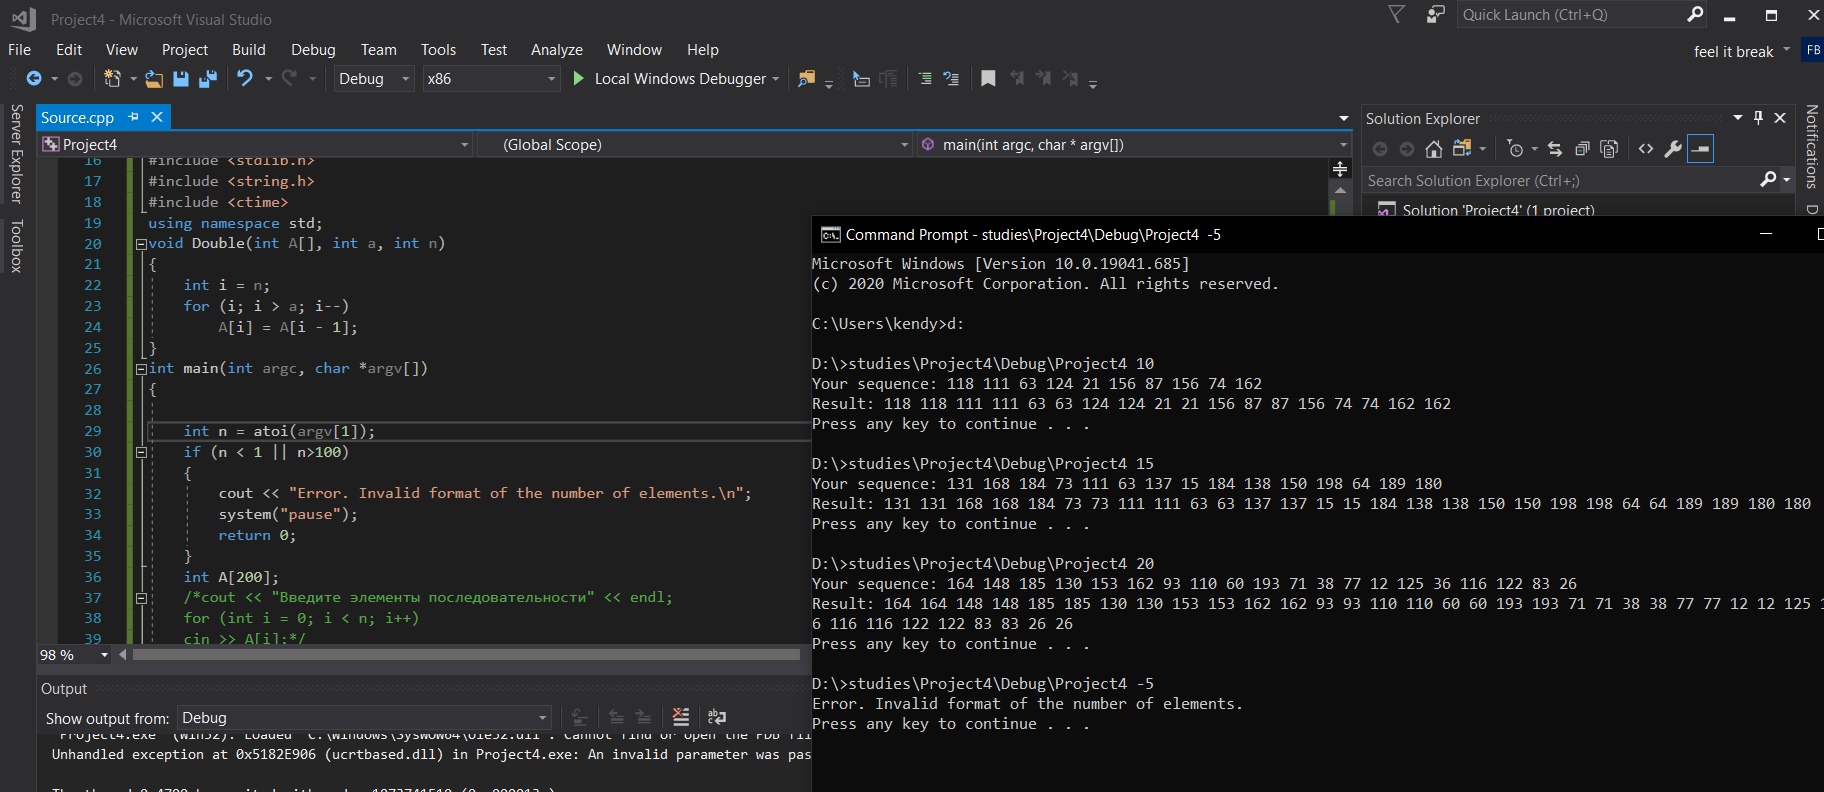 Project4 - Microsoft Visual Studio
Quick Launch (Ctrl+Q)
File Edit View Project Build Debug Team Tools Test Analyze Window Help
feel it break FB
Debug x86 Local Windows Debugger
Server Explorer
Toolbox
Source.cpp
Project4 (Global Scope) main(int argc, char * argv[])
16 #include <stdlib.h>
17 #include <string.h>
18 #include <ctime>
19 using namespace std;
20 void Double(int A[], int a, int n)
21 {
22 int i = n;
23 for (i; i > a; i--)
24 A[i] = A[i - 1];
25 }
26 int main(int argc, char *argv[])
27 {
28
29 int n = atoi(argv[1]);
30 if (n < 1 || n>100)
31 {
32 cout << "Error. Invalid format of the number of elements.\n";
33 system("pause");
34 return 0;
35 }
36 int A[200];
37 /*cout << "Введите элементы последовательности" << endl;
38 for (int i = 0; i < n; i++)
39 cin >> A[i];*/
98 %
Output
Show output from: Debug
'Project4.exe' (Win32): Loaded 'C:\Windows\SysWOW64\ole32.dll'. Cannot find or open the PDB
Unhandled exception at 0x5182E906 (ucrtbased.dll) in Project4.exe: An invalid parameter was pas
Solution Explorer
Search Solution Explorer (Ctrl+;)
Solution 'Project4' (1 project)
Notifications
Command Prompt - studies\Project4\Debug\Project4 -5
Microsoft Windows [Version 10.0.19041.685]
(c) 2020 Microsoft Corporation. All rights reserved.
C:\Users\kendy>d:
D:\>studies\Project4\Debug\Project4 10
Your sequence: 118 111 63 124 21 156 87 156 74 162
Result: 118 118 111 111 63 63 124 124 21 21 156 87 87 156 74 74 162 162
Press any key to continue . . .
D:\>studies\Project4\Debug\Project4 15
Your sequence: 131 168 184 73 111 63 137 15 184 138 150 198 64 189 180
Result: 131 131 168 168 184 73 73 111 111 63 63 137 137 15 15 184 138 138 150 150 198 198 64 64 189 189 180 180
Press any key to continue . . .
D:\>studies\Project4\Debug\Project4 20
Your sequence: 164 148 185 130 153 162 93 110 60 193 71 38 77 12 125 36 116 122 83 26
Result: 164 164 148 148 185 185 130 130 153 153 162 162 93 93 110 110 60 60 193 193 71 71 38 38 77 77 12 12 125 1
6 116 116 122 122 83 83 26 26
Press any key to continue . . .
D:\>studies\Project4\Debug\Project4 -5
Error. Invalid format of the number of elements.
Press any key to continue . . .